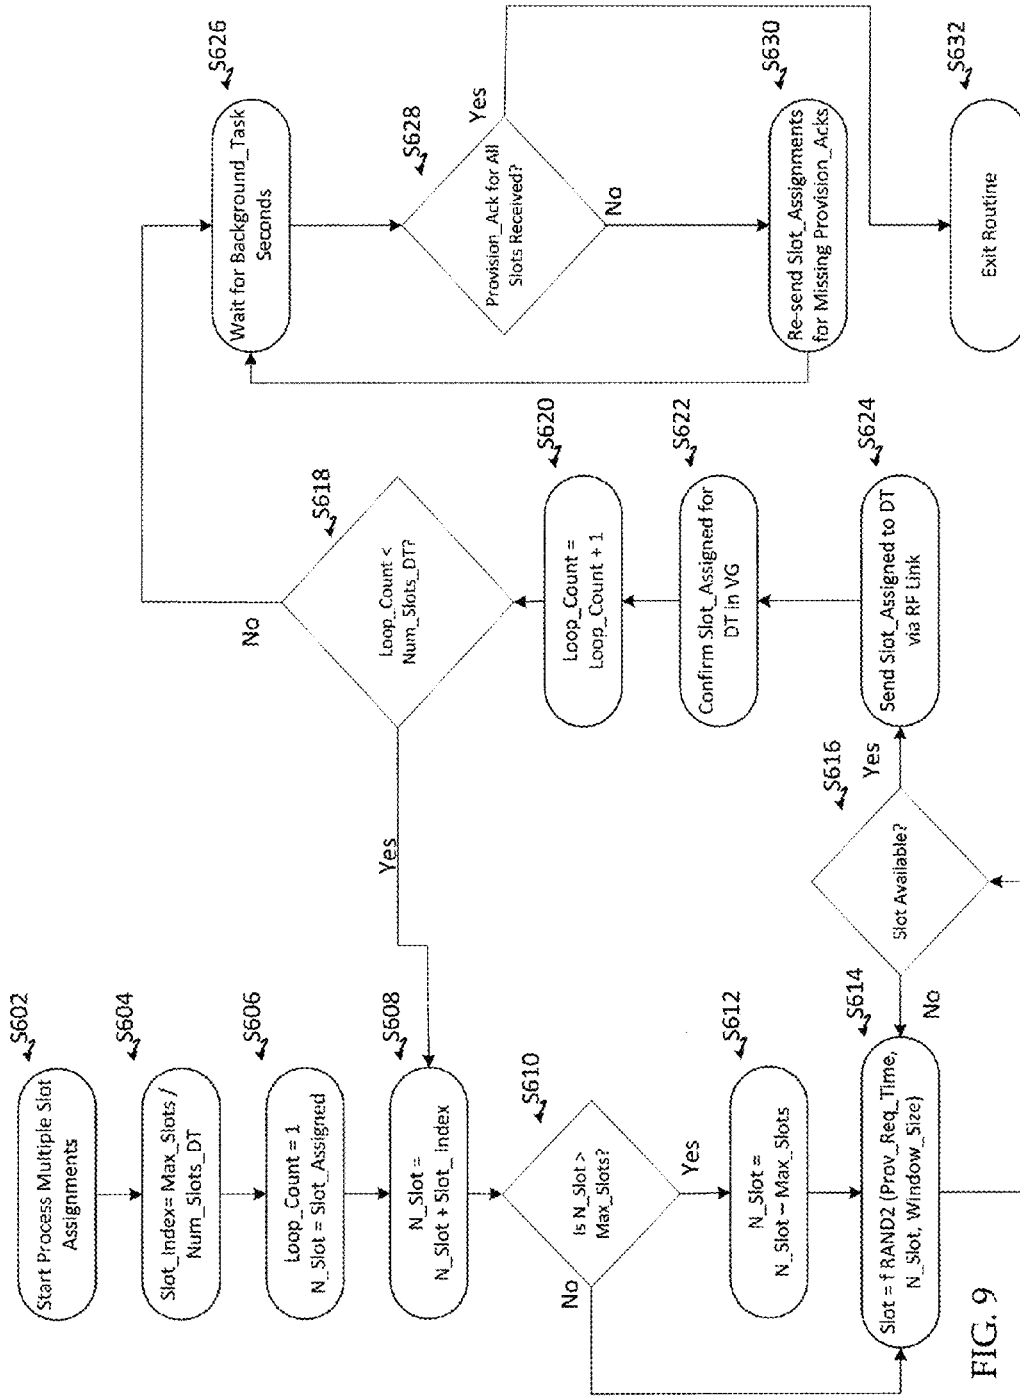 S602
Start Process Multiple Slot
Assignments
S604
Slot_Index= Max_Slots /
Num_Slots_DT
S606
Loop_Count = 1
N_Slot = Slot_Assigned
S608
N_Slot =
N_Slot + Slot_ Index
S610
Is N_Slot >
Max_Slots?
No
Yes
S612
N_Slot =
N_Slot – Max_Slots
S614
Slot = f RAND2 (Prov_Req_Time,
N_Slot, Window_Size)
No
S616
Slot Available?
Yes
S618
Loop_Count <
Num_Slots_DT?
Yes
No
S620
Loop_Count =
Loop_Count + 1
S622
Confirm Slot_Assigned for
DT in VG
S624
Send Slot_Assigned to DT
via RF Link
S626
Wait for Background_Task
Seconds
S628
Provision_Ack for All
Slots Received?
Yes
No
S630
Re-send Slot_Assignments
for Missing Provision_Acks
S632
Exit Routine
FIG. 9